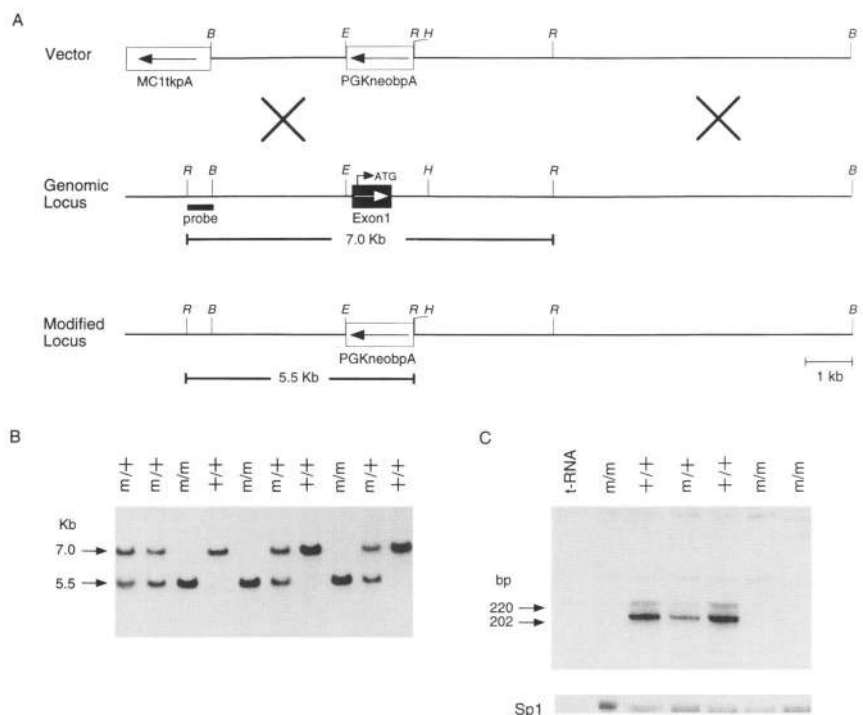 A
B E R H R B
Vector
MC1tkpA PGKneobpA
R B E ATG H R B
Genomic
Locus
probe Exon1
7.0 Kb
R B E R H R B
Modified
Locus
PGKneobpA
5.5 Kb 1 kb
B
m/+ m/+ m/m +/+ m/m m/+ +/+ m/m m/+ +/+
Kb
7.0
5.5
C
t-RNA m/m +/+ m/+ +/+ m/m m/m
bp
220
202
Sp1